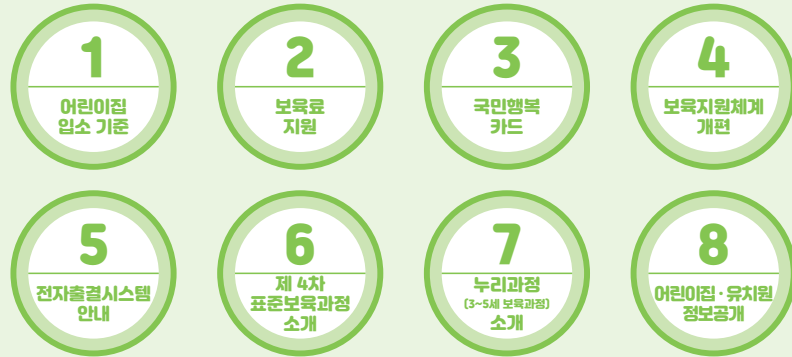 1
어린이집
입소 기준
2
보육료
지원
3
국민행복
카드
4
보육지원체계
개편
5
전자출결시스템
안내
6
제 4차
표준보육과정
소개
7
누리과정
(3~5세 보육과정)
소개
8
어린이집·유치원
정보공개